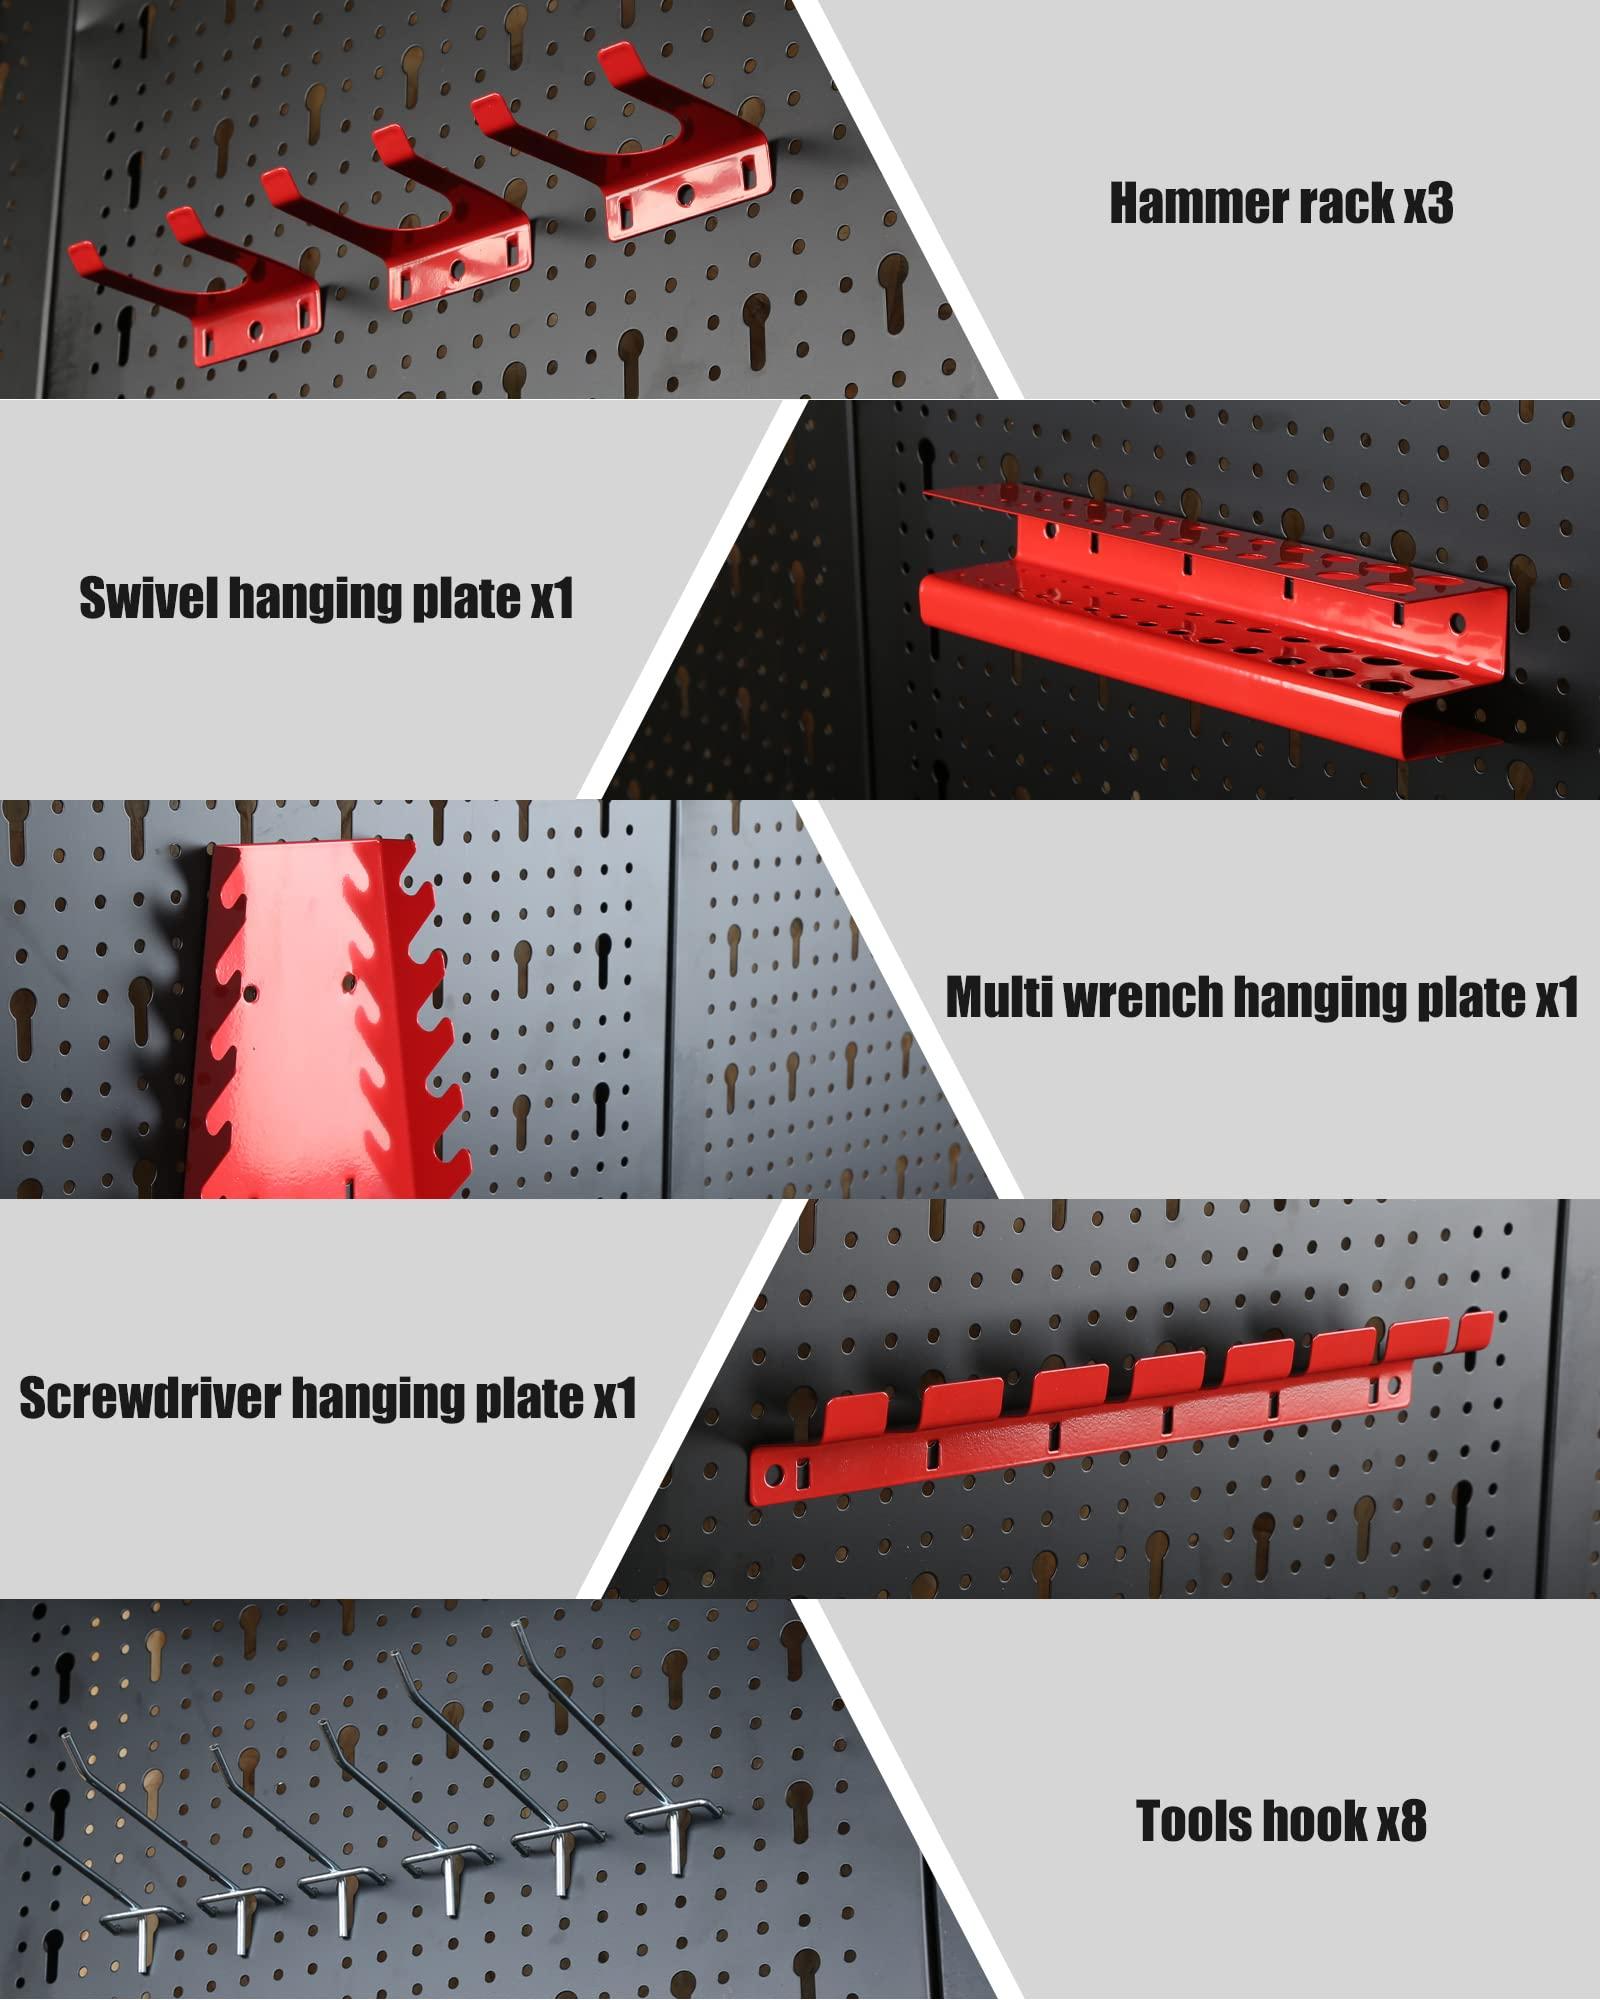 Hammer rack x3
Swivel hanging plate x1
Multi wrench hanging plate x1
Screwdriver hanging plate x1
Tools hook x8